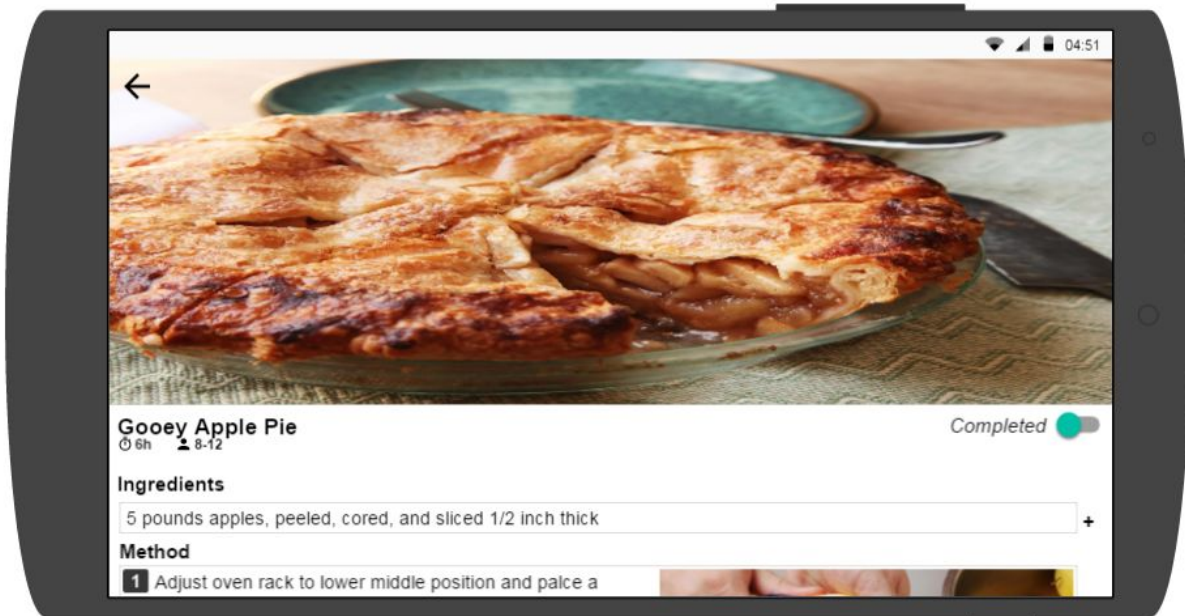 04:51
Gooey Apple Pie
6h 8-12
Completed
Ingredients
5 pounds apples, peeled, cored, and sliced 1/2 inch thick
+
Method
1 Adjust oven rack to lower middle position and palce a